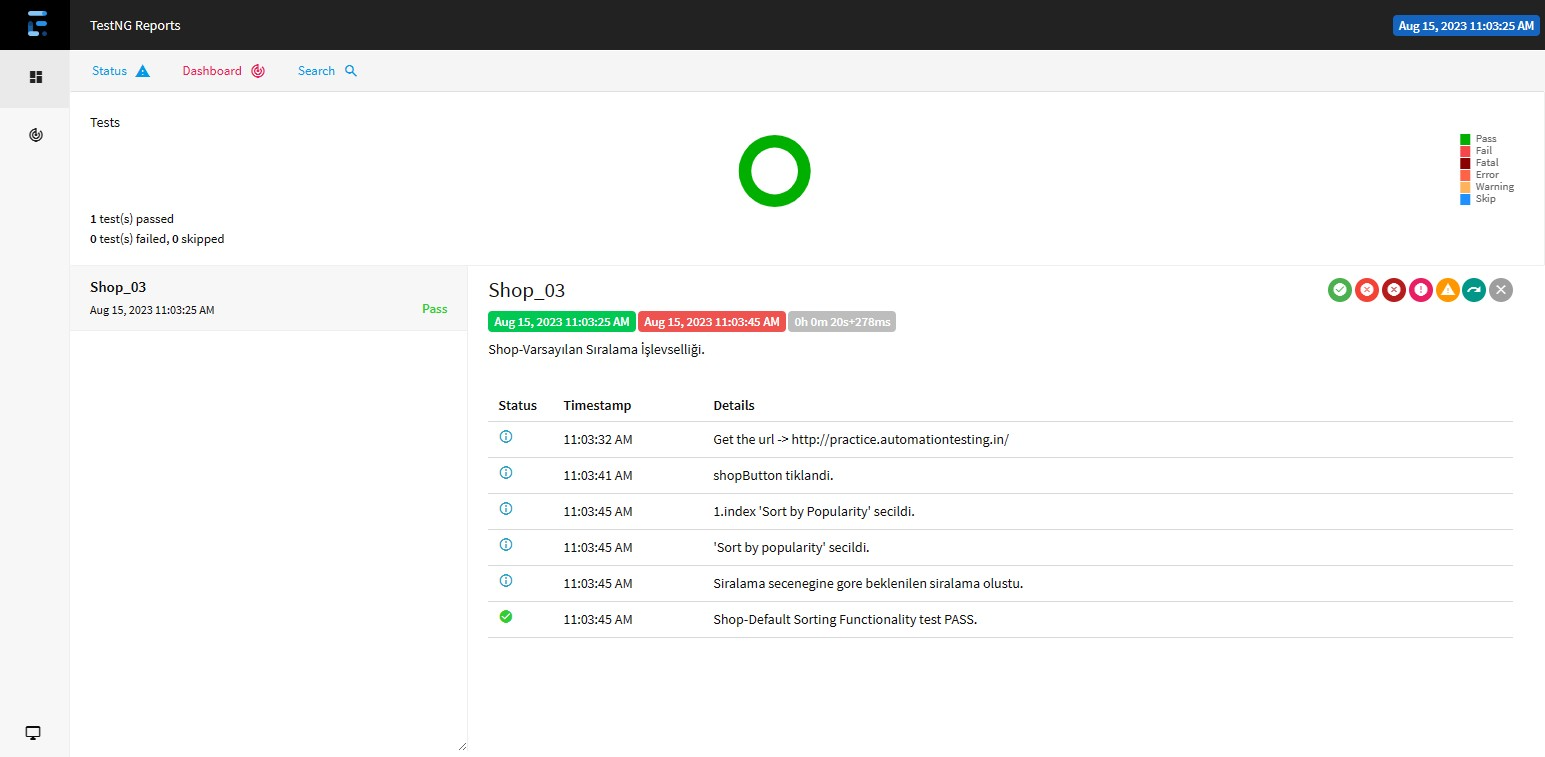 TestNG Reports
Aug 15, 2023 11:03:25 AM
Status Dashboard Search
Tests
1 test(s) passed
0 test(s) failed, 0 skipped
Pass
Fail
Fatal
Error
Warning
Skip
Shop_03
Aug 15, 2023 11:03:25 AM Pass
Shop_03
Aug 15, 2023 11:03:25 AM Aug 15, 2023 11:03:45 AM 0h 0m 20s+278ms
Shop-Varsayılan Sıralama İşlevselliği.
Status Timestamp Details
11:03:32 AM Get the url -> http://practice.automationtesting.in/
11:03:41 AM shopButton tiklandi.
11:03:45 AM 1.index 'Sort by Popularity' secildi.
11:03:45 AM 'Sort by popularity' secildi.
11:03:45 AM Siralama secenegine gore beklenilen siralama olustu.
11:03:45 AM Shop-Default Sorting Functionality test PASS.